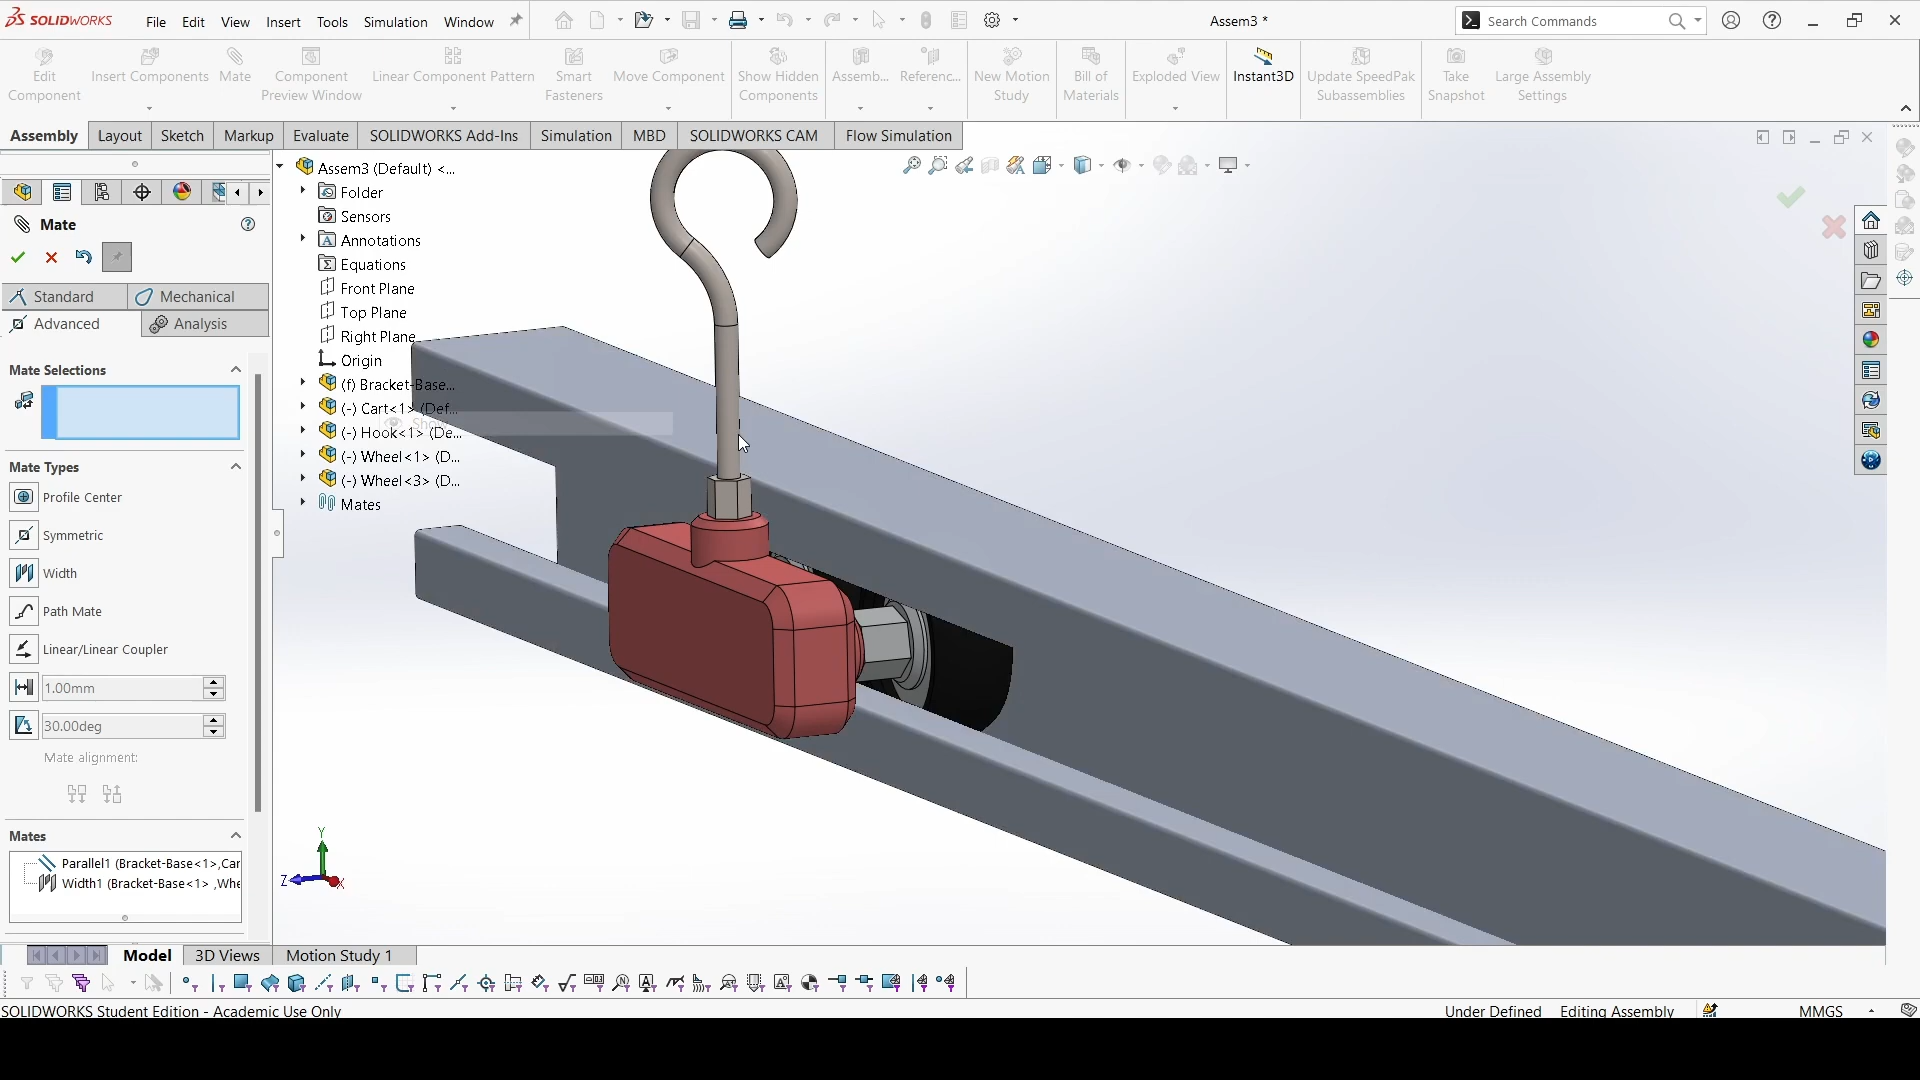 SOLIDWORKS File Edit View Insert Tools Simulation Window Assem3 * Search Commands
Edit Component
Insert Components
Mate
Component Preview Window
Linear Component Pattern
Smart Fasteners
Move Component
Show Hidden Components
Assemb...
Referenc...
New Motion Study
Bill of Materials
Exploded View
Instant3D
Update SpeedPak Subassemblies
Take Snapshot
Large Assembly Settings
Assembly Layout Sketch Markup Evaluate SOLIDWORKS Add-Ins Simulation MBD SOLIDWORKS CAM Flow Simulation
Mate
Standard Mechanical
Advanced Analysis
Mate Selections
Mate Types
Profile Center
Symmetric
Width
Path Mate
Linear/Linear Coupler
1.00mm
30.00deg
Mate alignment:
Mates
Parallel1 (Bracket-Base<1>,Car
Width1 (Bracket-Base<1> ,Whe
Assem3 (Default) <...
Folder
Sensors
Annotations
Equations
Front Plane
Top Plane
Right Plane
Origin
(f) Bracket-Base...
(-) Cart<1> (Def...
(-) Hook<1> (De...
(-) Wheel<1> (D...
(-) Wheel<3> (D...
Mates
Y
Z
X
Model 3D Views Motion Study 1
SOLIDWORKS Student Edition - Academic Use Only Under Defined Editing Assembly MMGS